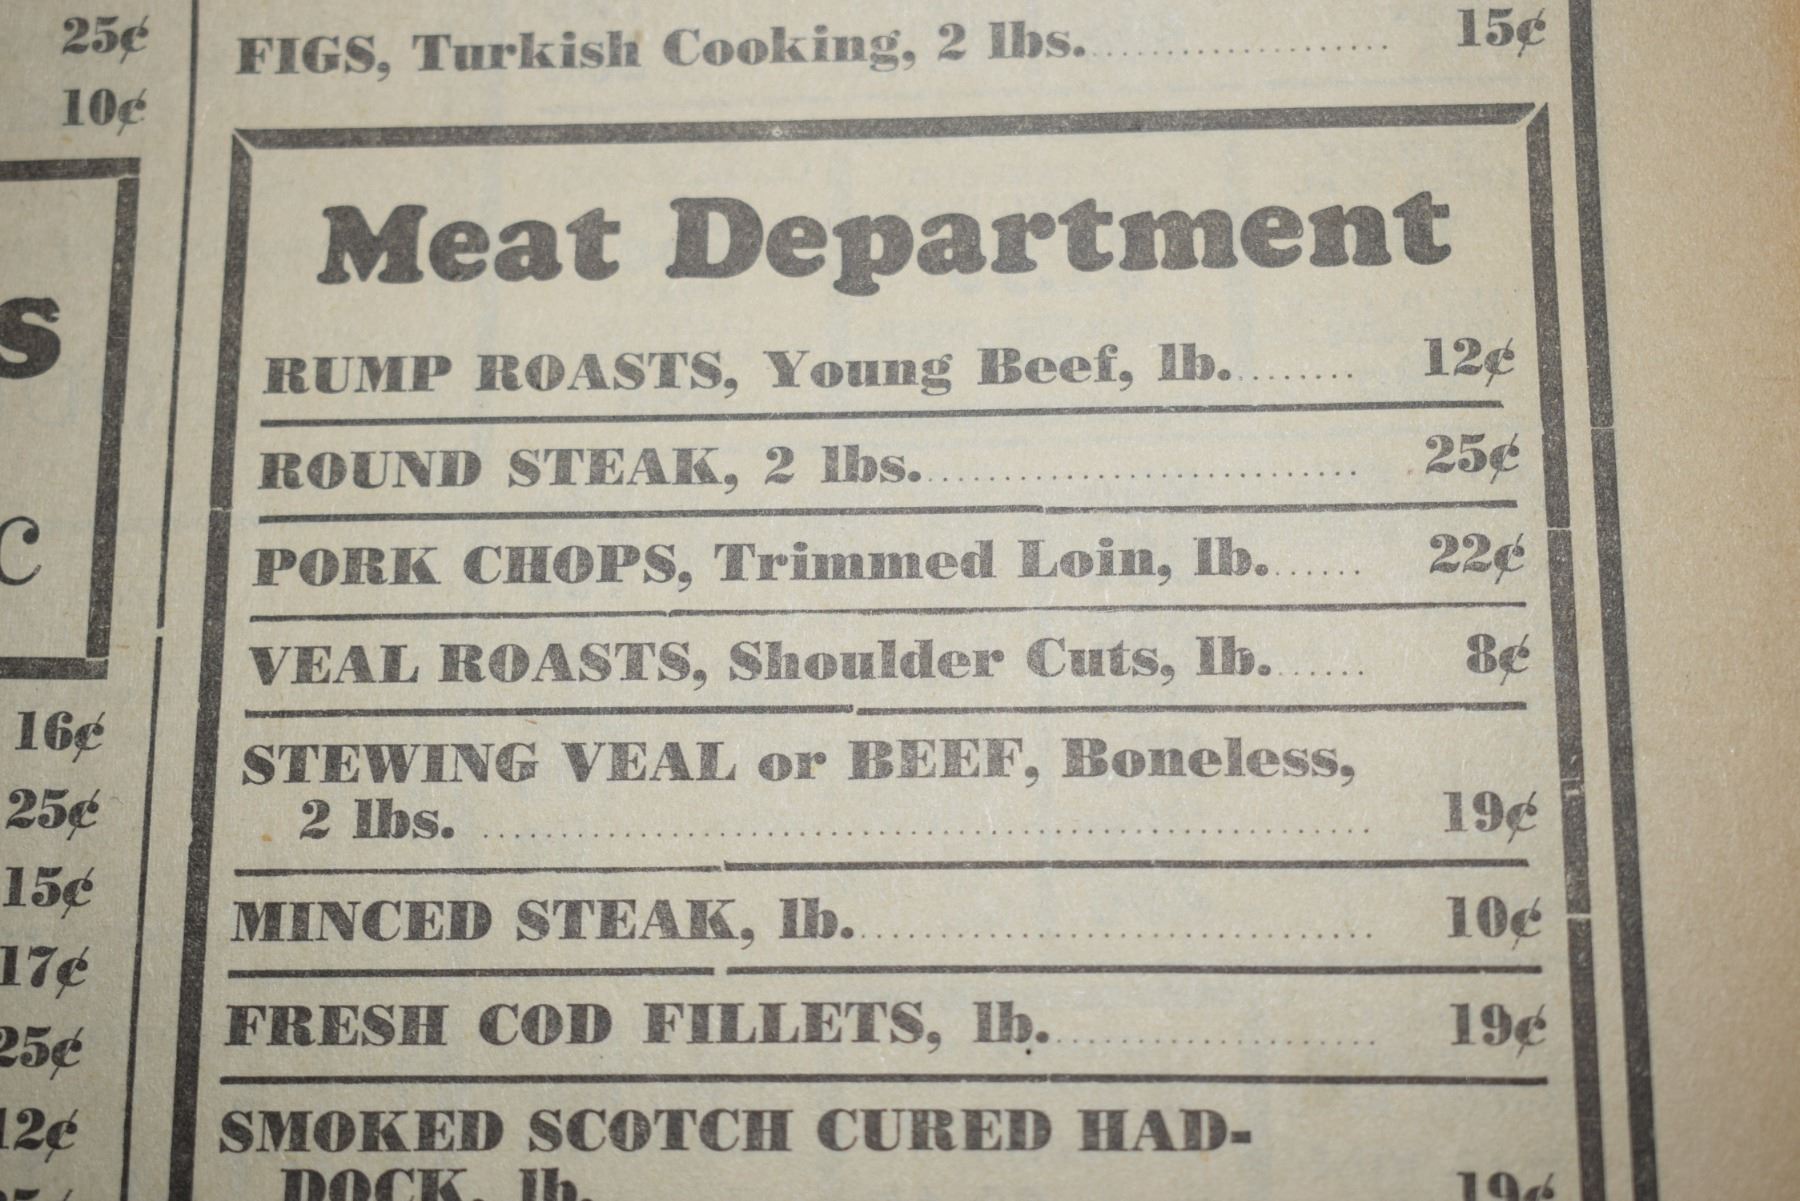 25¢
10¢
s
c
16¢
25¢
15¢
17¢
25¢
12¢
FIGS, Turkish Cooking, 2 lbs. 15¢
Meat Department
RUMP ROASTS, Young Beef, lb. 12¢
ROUND STEAK, 2 lbs. 25¢
PORK CHOPS, Trimmed Loin, lb. 22¢
VEAL ROASTS, Shoulder Cuts, lb. 8¢
STEWING VEAL or BEEF, Boneless,
2 lbs. 19¢
MINCED STEAK, lb. 10¢
FRESH COD FILLETS, lb. 19¢
SMOKED SCOTCH CURED HAD-
DOCK, lb. 19¢